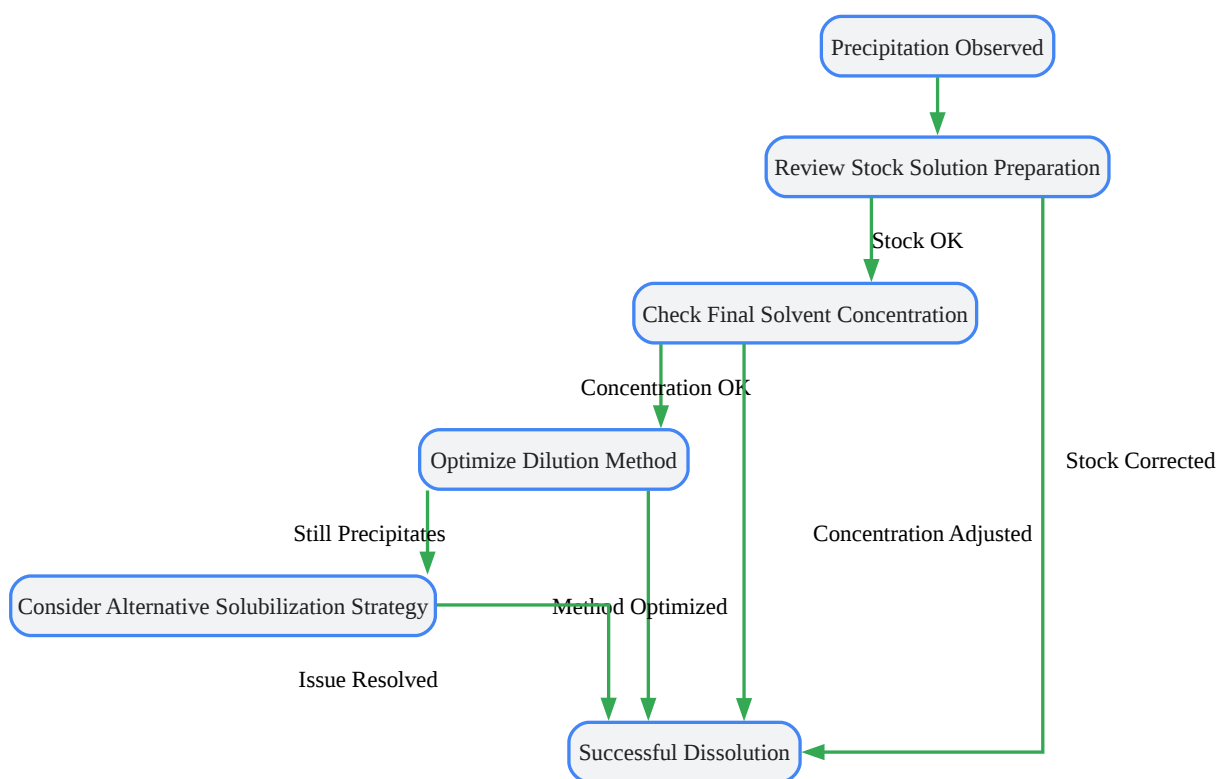 Precipitation Observed
Review Stock Solution Preparation
Stock OK
Check Final Solvent Concentration
Concentration OK
Optimize Dilution Method
Stock Corrected
Still Precipitates
Concentration Adjusted
Consider Alternative Solubilization Strategy
Method Optimized
Issue Resolved
Successful Dissolution